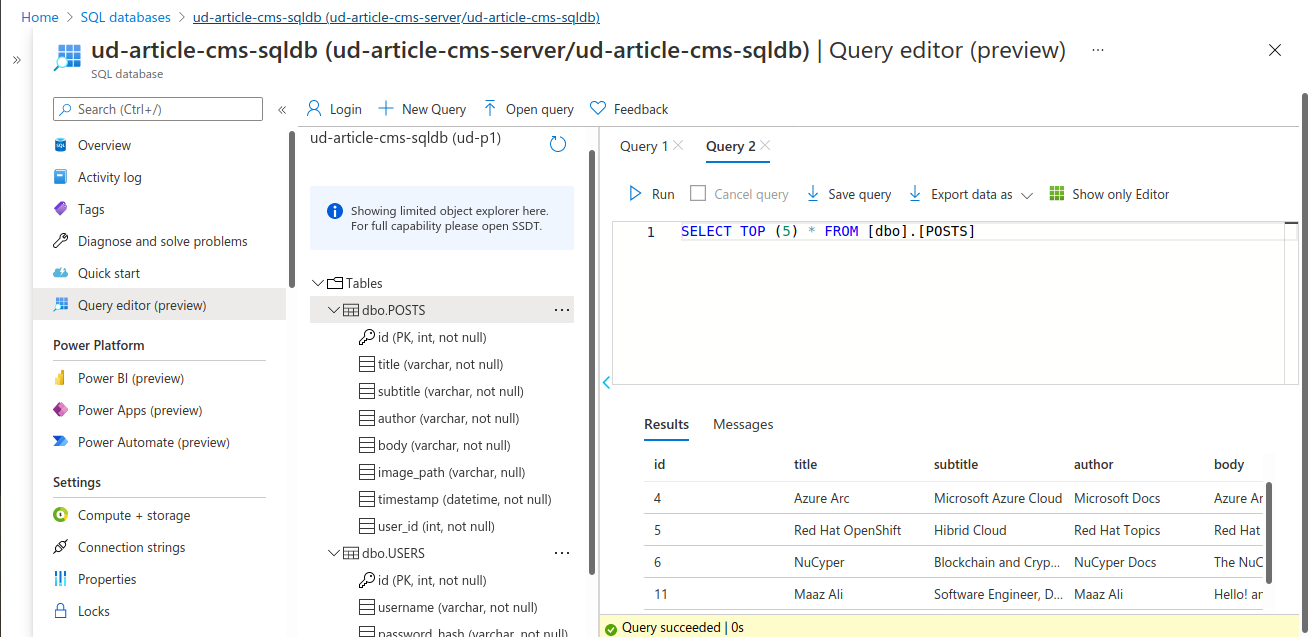 Home > SQL databases > ud-article-cms-sqldb (ud-article-cms-server/ud-article-cms-sqldb)
ud-article-cms-sqldb (ud-article-cms-server/ud-article-cms-sqldb) | Query editor (preview) ...
SQL database
Search (Ctrl+/)
Overview
Activity log
Tags
Diagnose and solve problems
Quick start
Query editor (preview)
Power Platform
Power BI (preview)
Power Apps (preview)
Power Automate (preview)
Settings
Compute + storage
Connection strings
Properties
Locks
Login New Query Open query Feedback
ud-article-cms-sqldb (ud-p1)
Showing limited object explorer here.
For full capability please open SSDT.
Tables
dbo.POSTS ...
id (PK, int, not null)
title (varchar, not null)
subtitle (varchar, not null)
author (varchar, not null)
body (varchar, not null)
image_path (varchar, null)
timestamp (datetime, not null)
user_id (int, not null)
dbo.USERS ...
id (PK, int, not null)
username (varchar, not null)
password_hash (varchar, not null)
Query 1 Query 2
Run Cancel query Save query Export data as Show only Editor
1 SELECT TOP (5) * FROM [dbo].[POSTS]
Results Messages
id title subtitle author body
4 Azure Arc Microsoft Azure Cloud Microsoft Docs Azure Ar
5 Red Hat OpenShift Hibrid Cloud Red Hat Topics Red Hat
6 NuCyper Blockchain and Cryp... NuCyper Docs The NuC
11 Maaz Ali Software Engineer, D... Maaz Ali Hello! an
Query succeeded | 0s